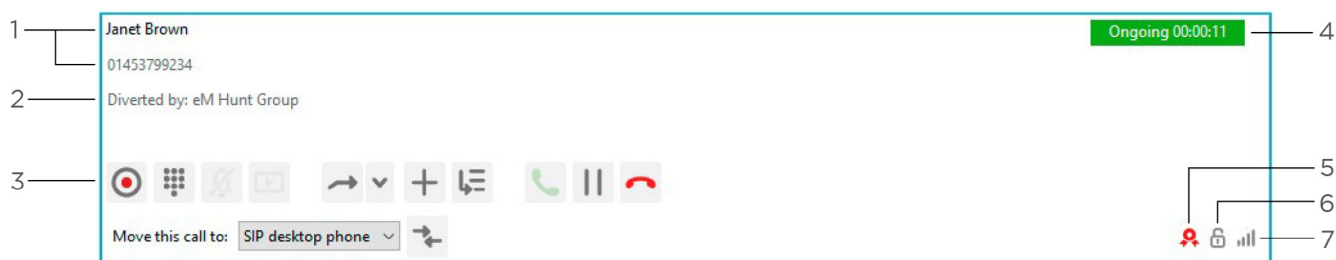 1
Janet Brown
Ongoing 00:00:11
4
01453799234
2
Diverted by: eM Hunt Group
3
5
6
Move this call to: SIP desktop phone
7